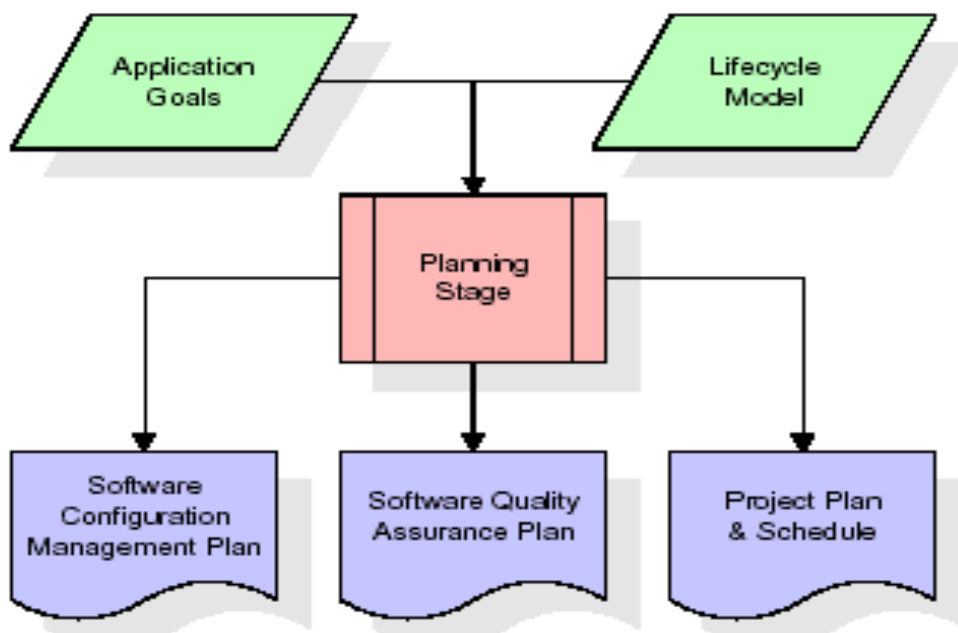 Application
Goals
Lifecycle
Model
Planning
Stage
Software
Configuration
Management Plan
Software Quality
Assurance Plan
Project Plan
& Schedule